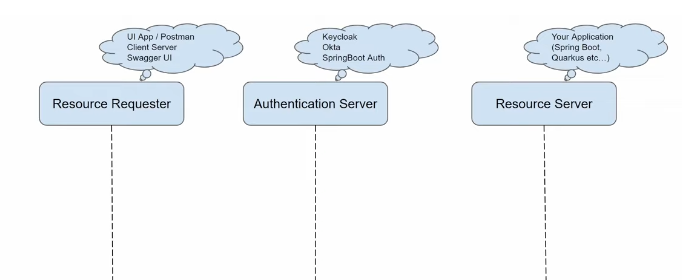 UI App / Postman
Client Server
Swagger UI
Keycloak
Okta
SpringBoot Auth
Your Application
(Spring Boot,
Quarkus etc...)
Resource Requester
Authentication Server
Resource Server